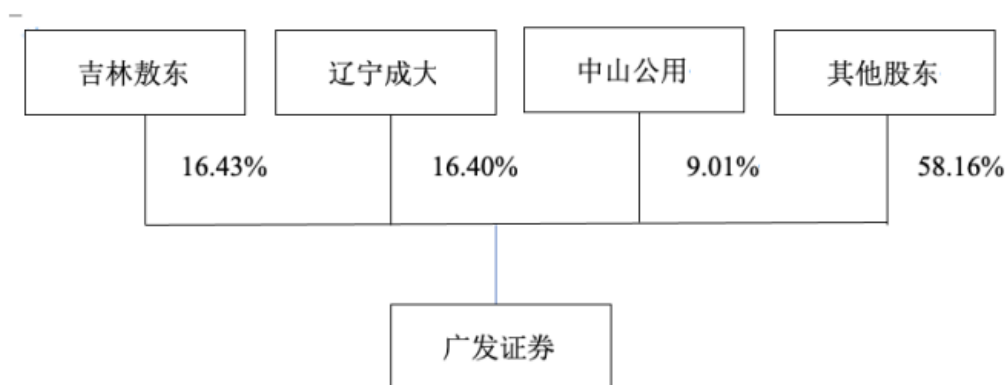 吉林敖东
辽宁成大
中山公用
其他股东
16.43%
16.40%
9.01%
58.16%
广发证券